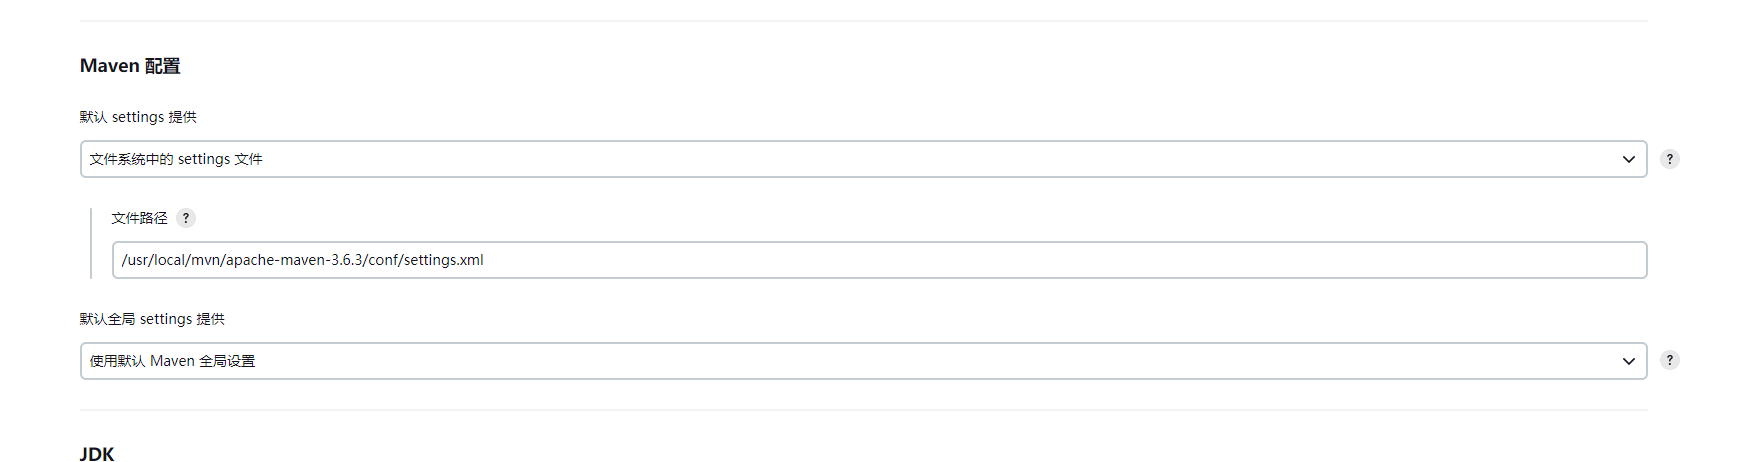 Maven 配置
默认 settings 提供
文件系统中的 settings 文件
?
文件路径 ?
/usr/local/mvn/apache-maven-3.6.3/conf/settings.xml
默认全局 settings 提供
使用默认 Maven 全局设置
?
JDK